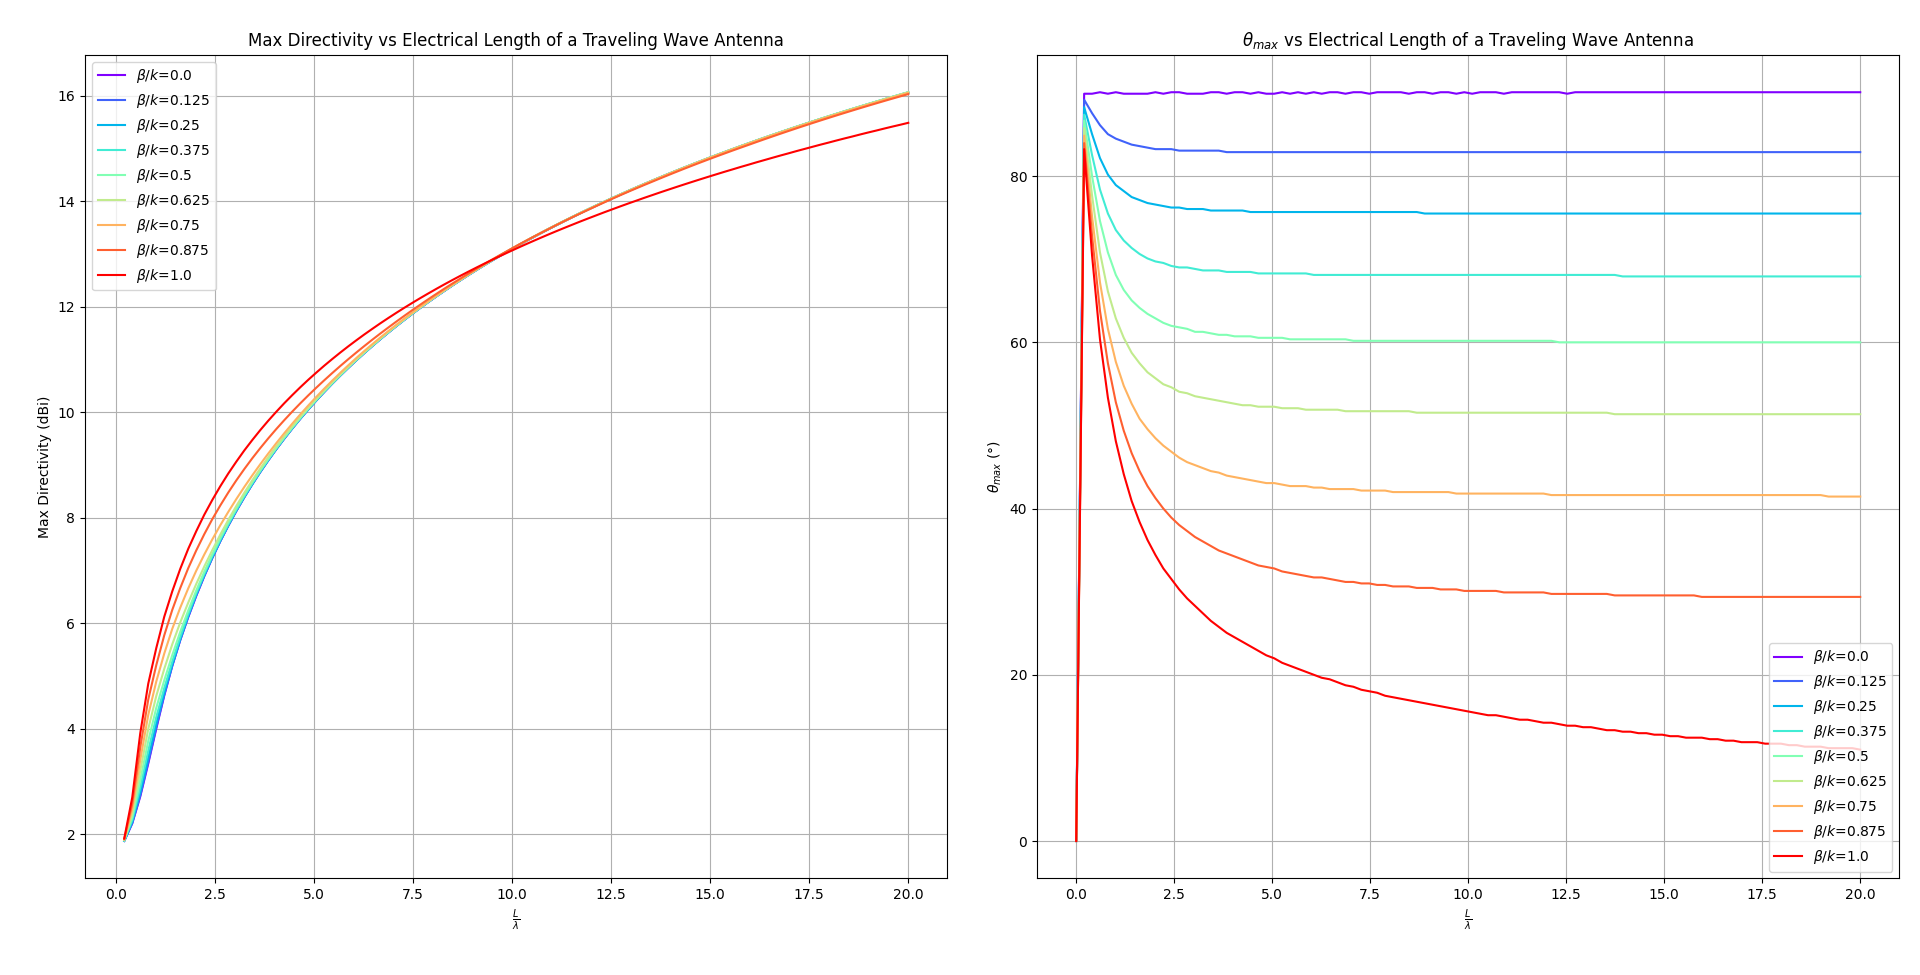 Max Directivity vs Electrical Length of a Traveling Wave Antenna
Max Directivity (dBi)
16
14
12
10
8
6
4
2
β/k=0.0
β/k=0.125
β/k=0.25
β/k=0.375
β/k=0.5
β/k=0.625
β/k=0.75
β/k=0.875
β/k=1.0
0.0 2.5 5.0 7.5 10.0 12.5 15.0 17.5 20.0
L/λ
θmax vs Electrical Length of a Traveling Wave Antenna
θmax (°)
80
60
40
20
0
β/k=0.0
β/k=0.125
β/k=0.25
β/k=0.375
β/k=0.5
β/k=0.625
β/k=0.75
β/k=0.875
β/k=1.0
0.0 2.5 5.0 7.5 10.0 12.5 15.0 17.5 20.0
L/λ